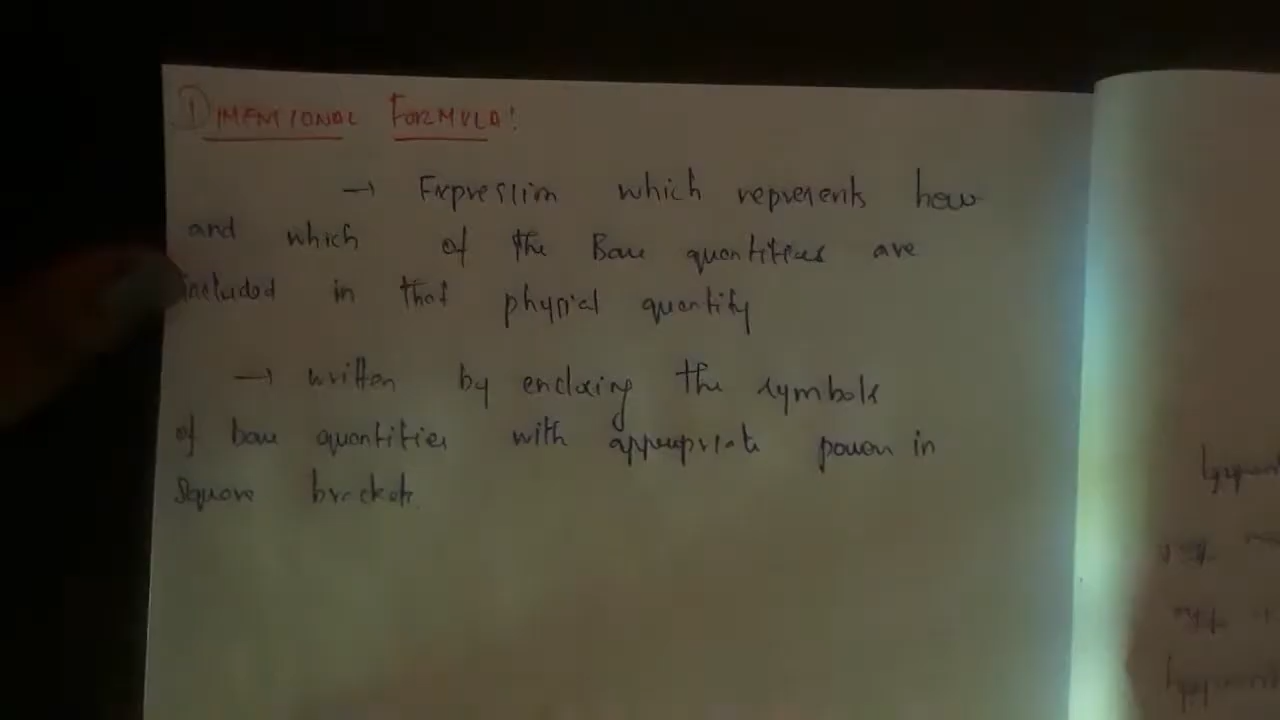 DIMENTIONAL FORMULA:
→ Expression which represents how
and which of the Base quantities are
included in that physical quantity
→ written by enclosing the symbols
of base quantities with appropriate power in
square brackets.